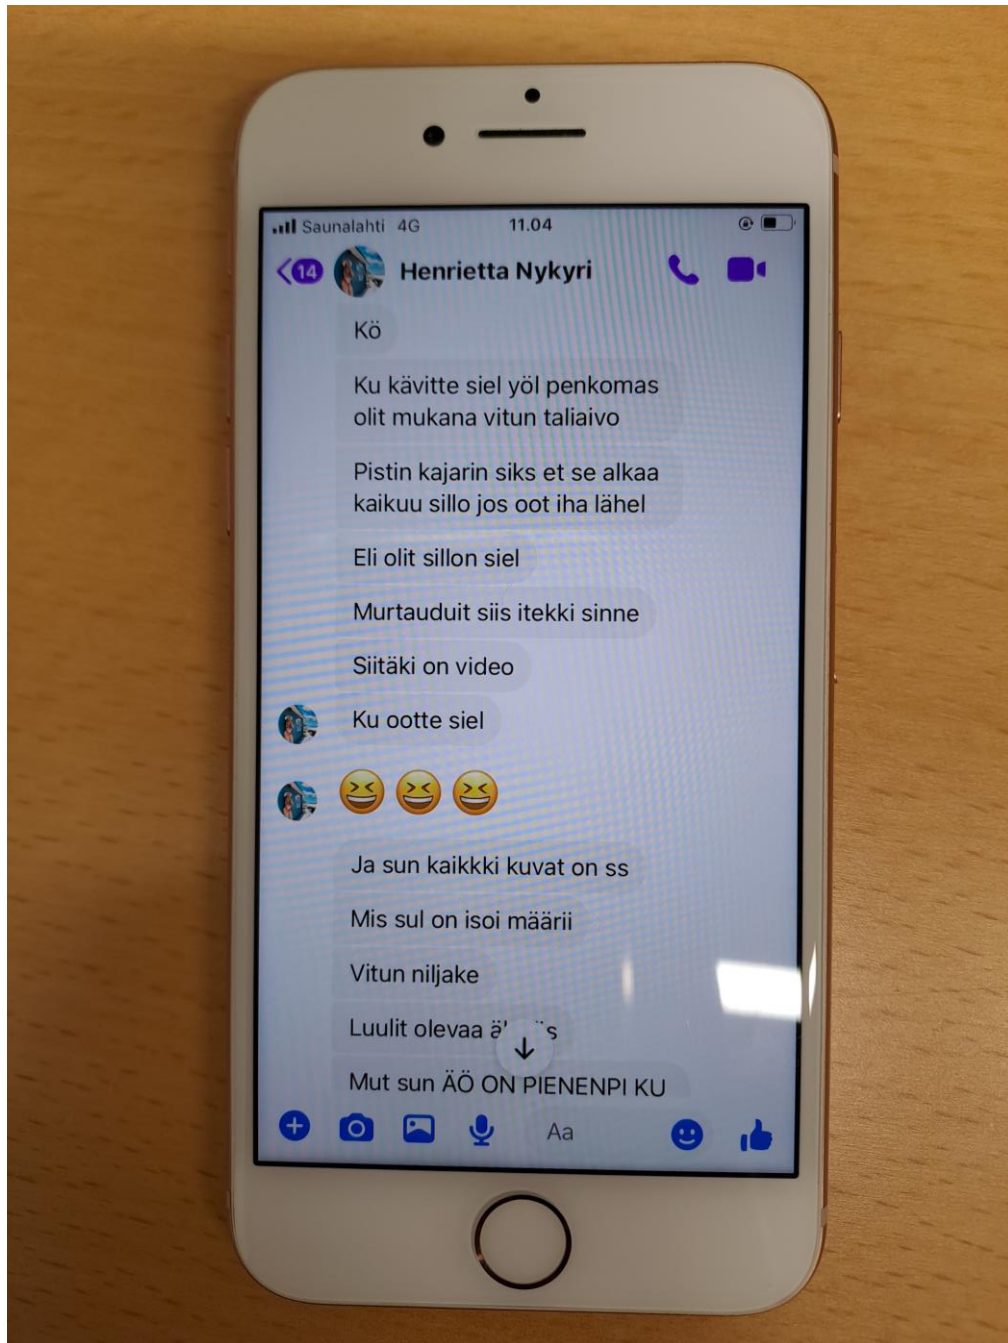 Saunalahti 4G 11.04
14 Henrietta Nykyri
Kö
Ku kävitte siel yöl penkomas
olit mukana vitun taliaivo
Pistin kajarin siks et se alkaa
kaikuu sillo jos oot iha lähel
Eli olit sillon siel
Murtauduit siis itekki sinne
Siitäki on video
Ku ootte siel
Ja sun kaikkki kuvat on ss
Mis sul on isoi määrii
Vitun niljake
Luulit olevaa
Mut sun ÄÖ ON PIENENPI KU
Aa